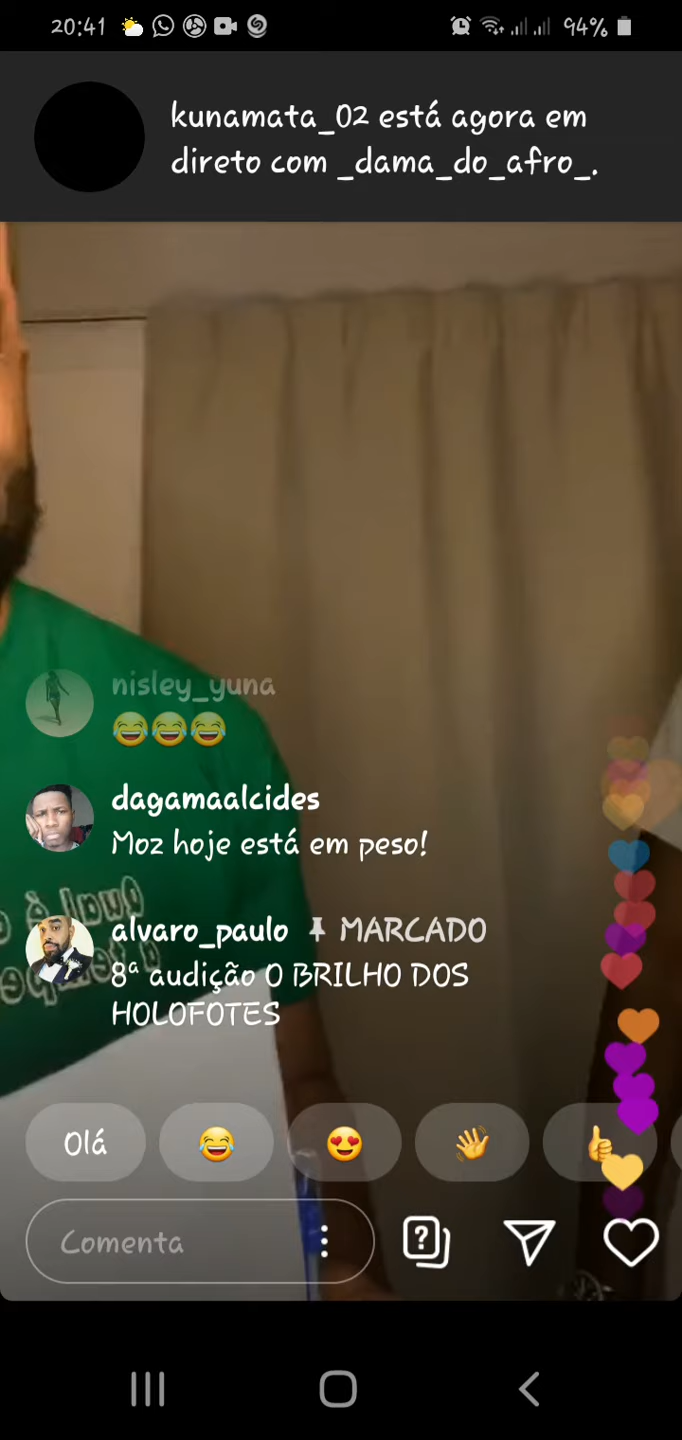 20:41
94%
kunamata_02 está agora em
direto com _dama_do_afro_.
nisley_yuna
😂😂😂
dagamaalcides
Moz hoje está em peso!
alvaro_paulo MARCADO
8ª audição O BRILHO DOS
HOLOFOTES
Olá 😂 😍 👋 👍
Comenta